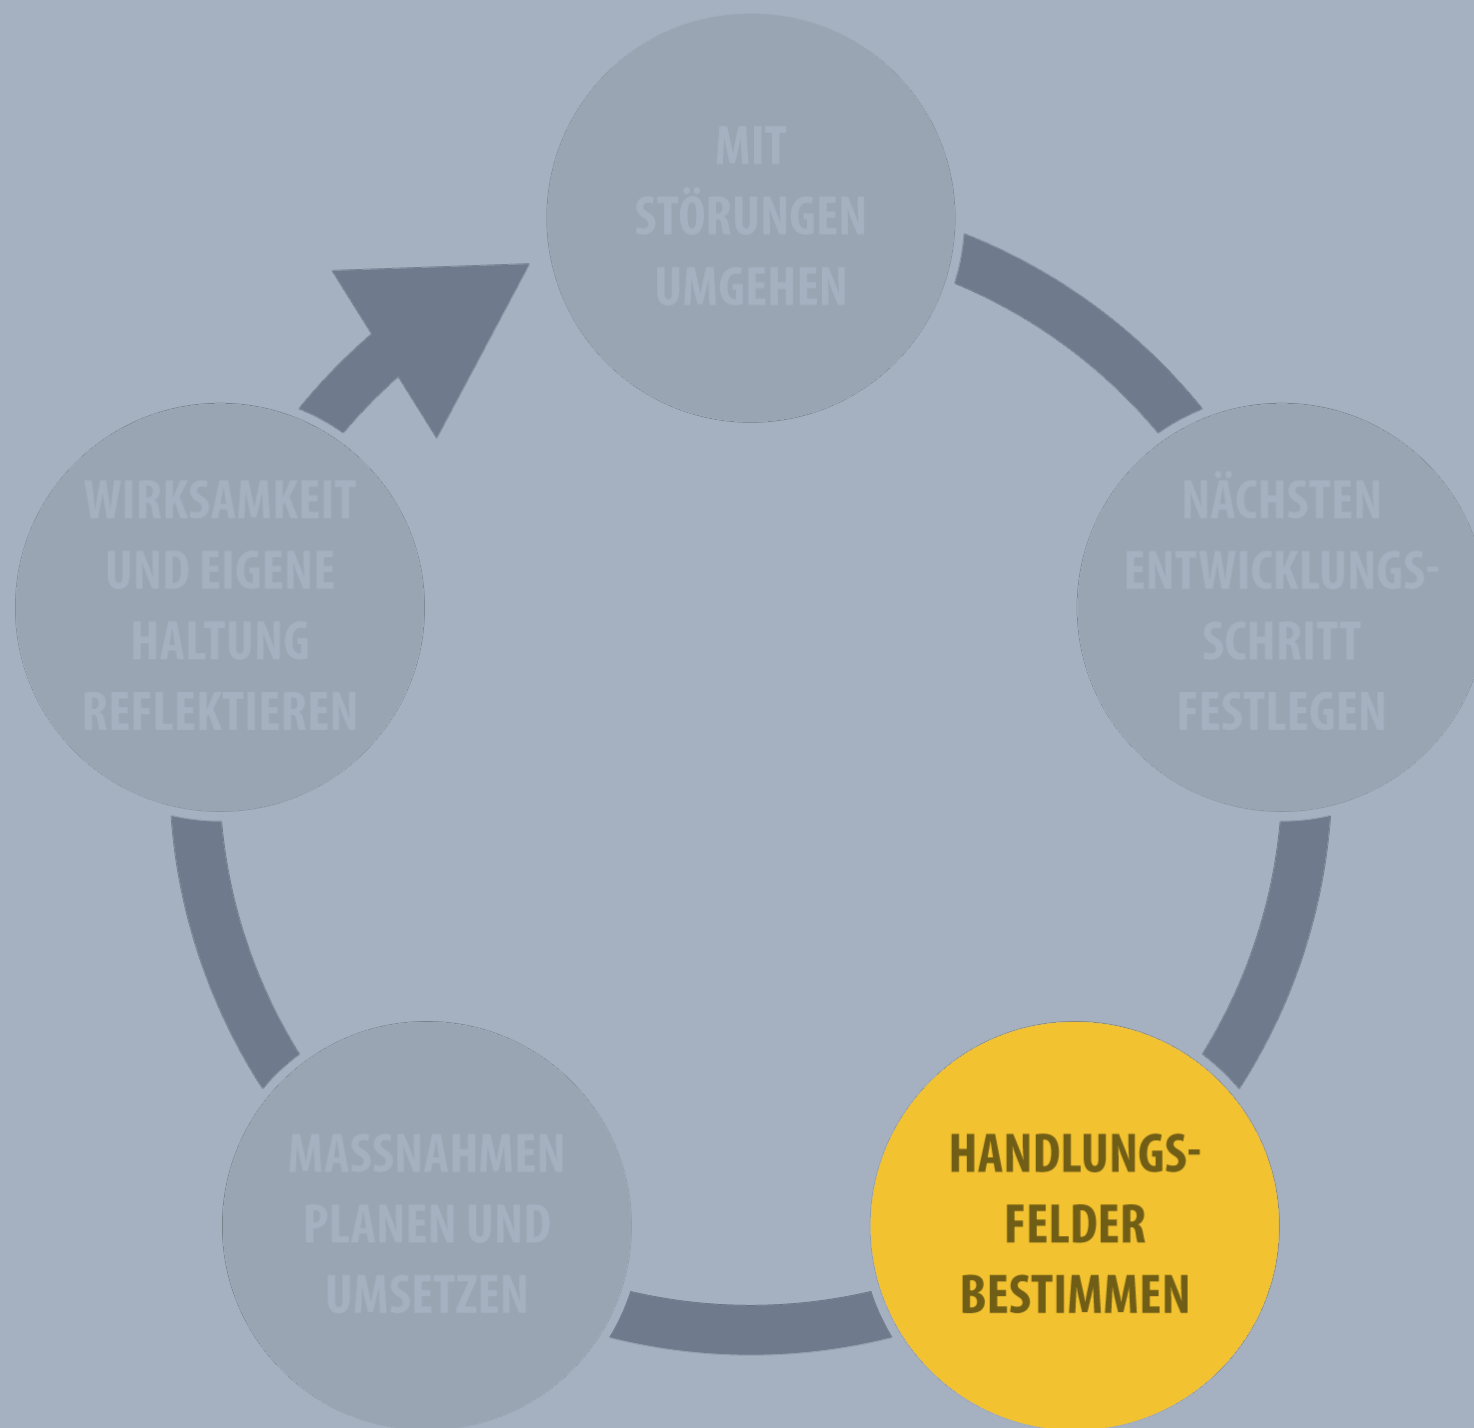 MIT
STÖRUNGEN
UMGEHEN
NÄCHSTEN
ENTWICKLUNGS-
SCHRITT
FESTLEGEN
HANDLUNGS-
FELDER
BESTIMMEN
MASSNAHMEN
PLANEN UND
UMSETZEN
WIRKSAMKEIT
UND EIGENE
HALTUNG
REFLEKTIEREN